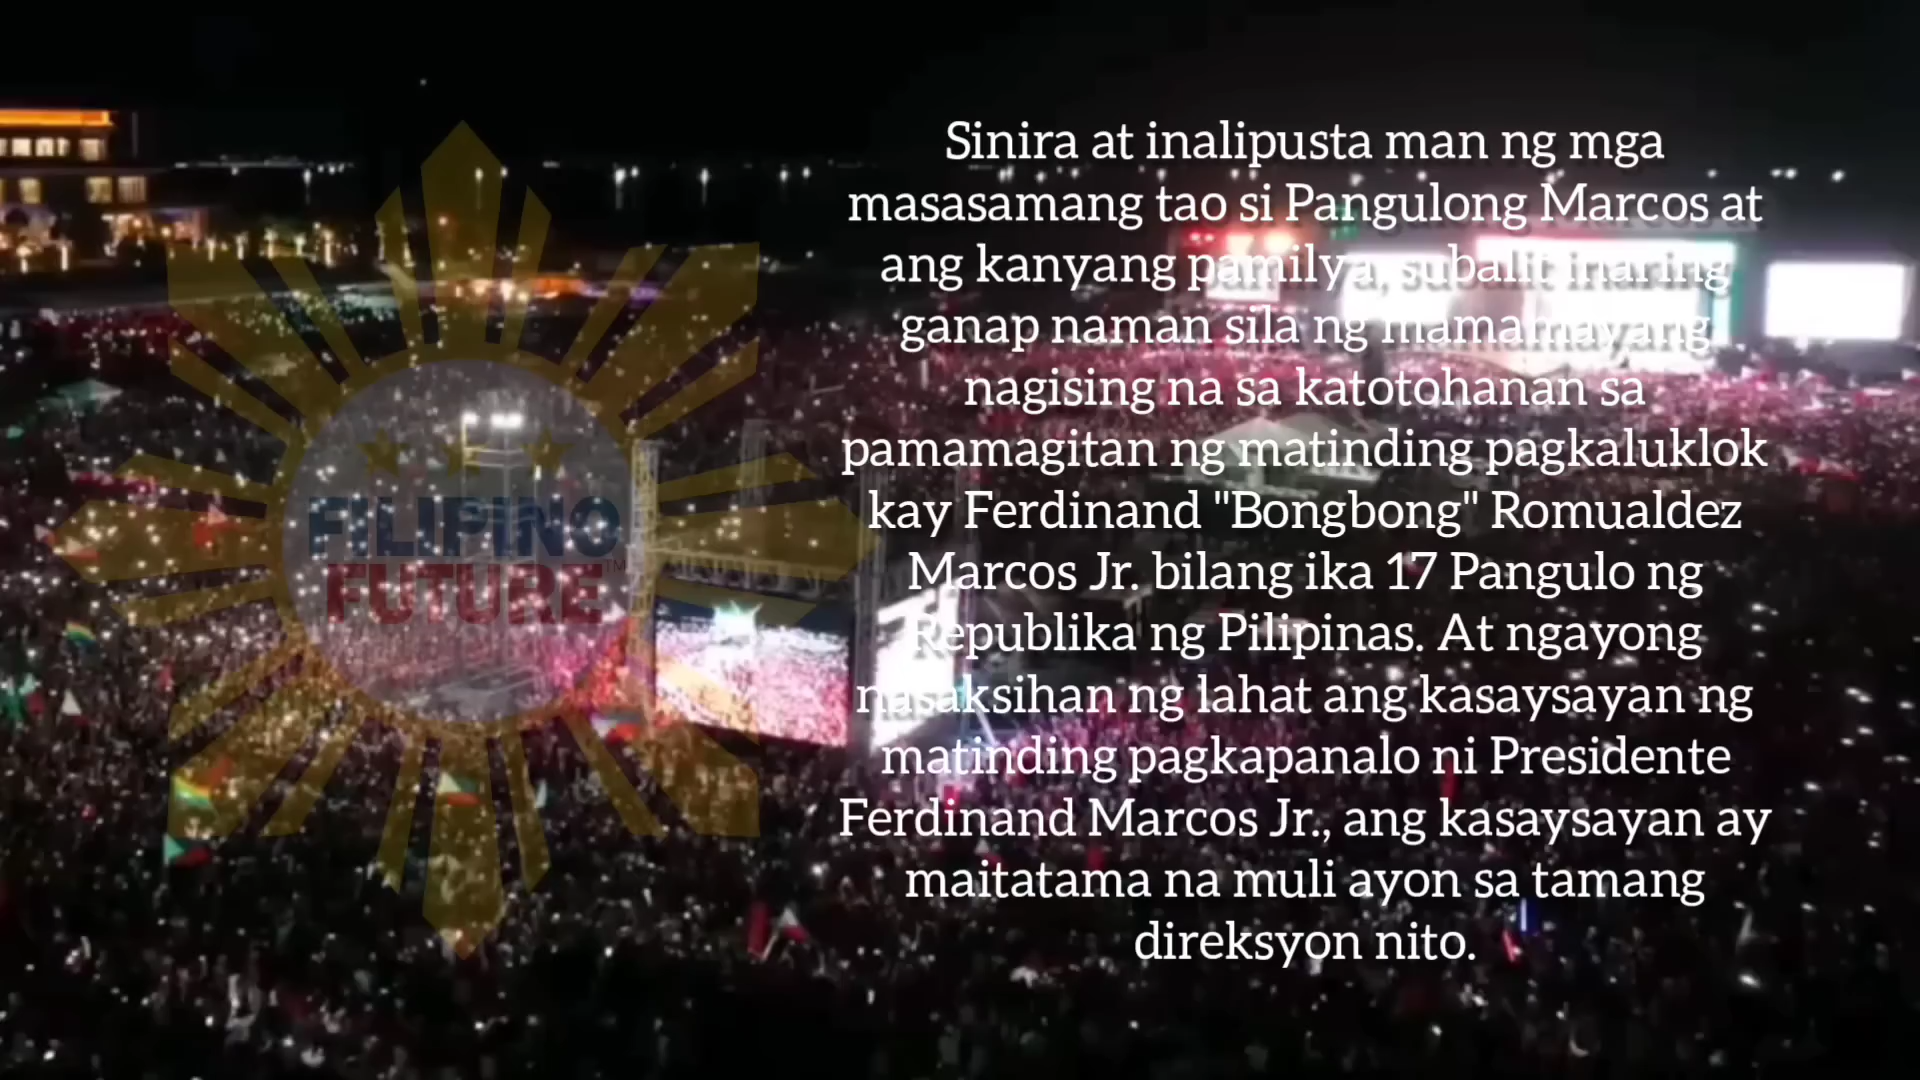 FILIPINO
FUTURE™
Sinira at inalipusta man ng mga
masasamang tao si Pangulong Marcos at
ang kanyang pamilya, subalit inaring
ganap naman sila ng mamamayang
nagising na sa katotohanan sa
pamamagitan ng matinding pagkaluklok
kay Ferdinand "Bongbong" Romualdez
Marcos Jr. bilang ika 17 Pangulo ng
Republika ng Pilipinas. At ngayong
nasaksihan ng lahat ang kasaysayan ng
matinding pagkapanalo ni Presidente
Ferdinand Marcos Jr., ang kasaysayan ay
maitatama na muli ayon sa tamang
direksyon nito.